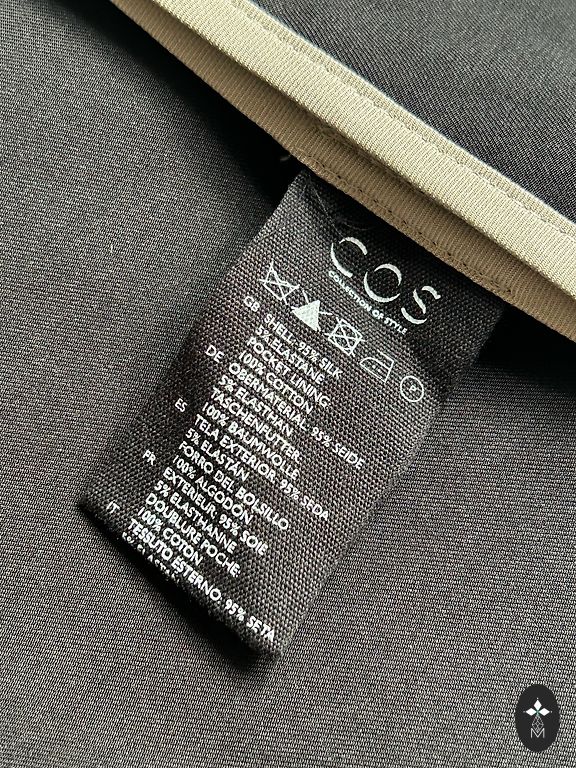 COS
COLLECTION OF STYLE
GB SHELL: 95% SILK
5% ELASTANE
POCKET LINING
100% COTTON
DE OBERMATERIAL: 95% SEIDE
5% ELASTHAN
TASCHENFUTTER
100% BAUMWOLLE
ES TELA EXTERIOR: 95% SEDA
5% ELASTÁN
FORRO DEL BOLSILLO
100% ALGODÓN
FR EXTÉRIEUR: 95% SOIE
5% ELASTHANNE
DOUBLURE POCHE
100% COTON
IT TESSUTO ESTERNO: 95% SETA
M